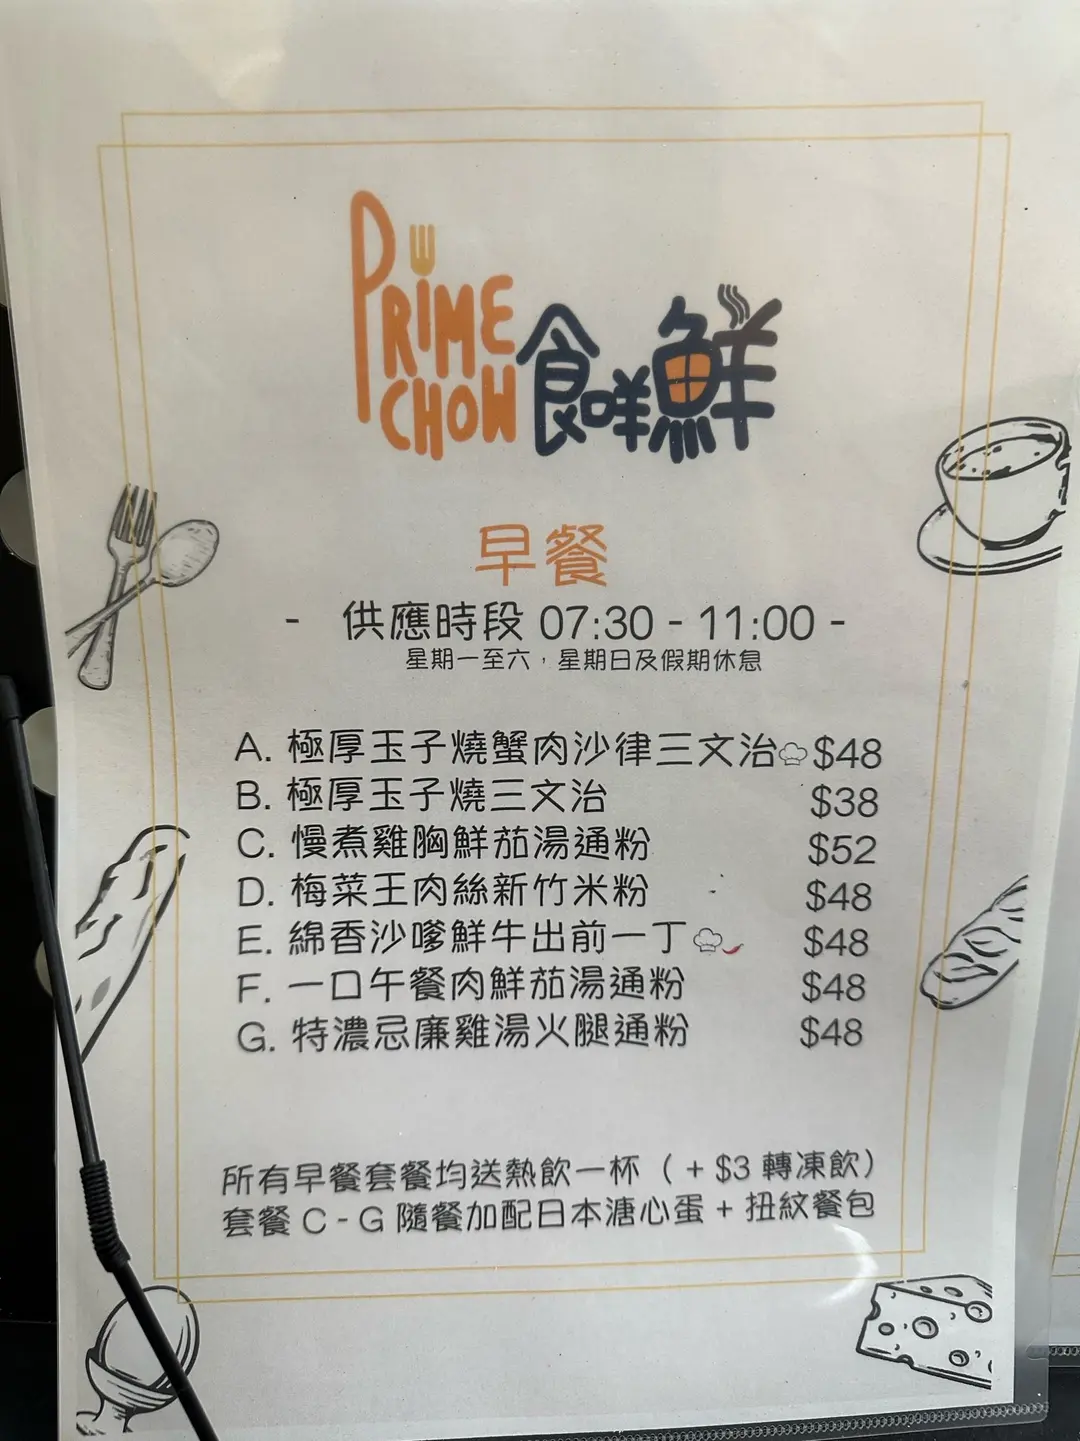 PRIME
CHOW
食咩鮮
早餐
- 供應時段 07:30 - 11:00 -
星期一至六，星期日及假期休息
A. 極厚玉子燒蟹肉沙律三文治 $48
B. 極厚玉子燒三文治 $38
C. 慢煮雞胸鮮茄湯通粉 $52
D. 梅菜王肉絲新竹米粉 $48
E. 綿香沙嗲鮮牛出前一丁 $48
F. 一口午餐肉鮮茄湯通粉 $48
G. 特濃忌廉雞湯火腿通粉 $48
所有早餐套餐均送熱飲一杯（+ $3 轉凍飲）
套餐 C - G 隨餐加配日本溏心蛋 + 扭紋餐包